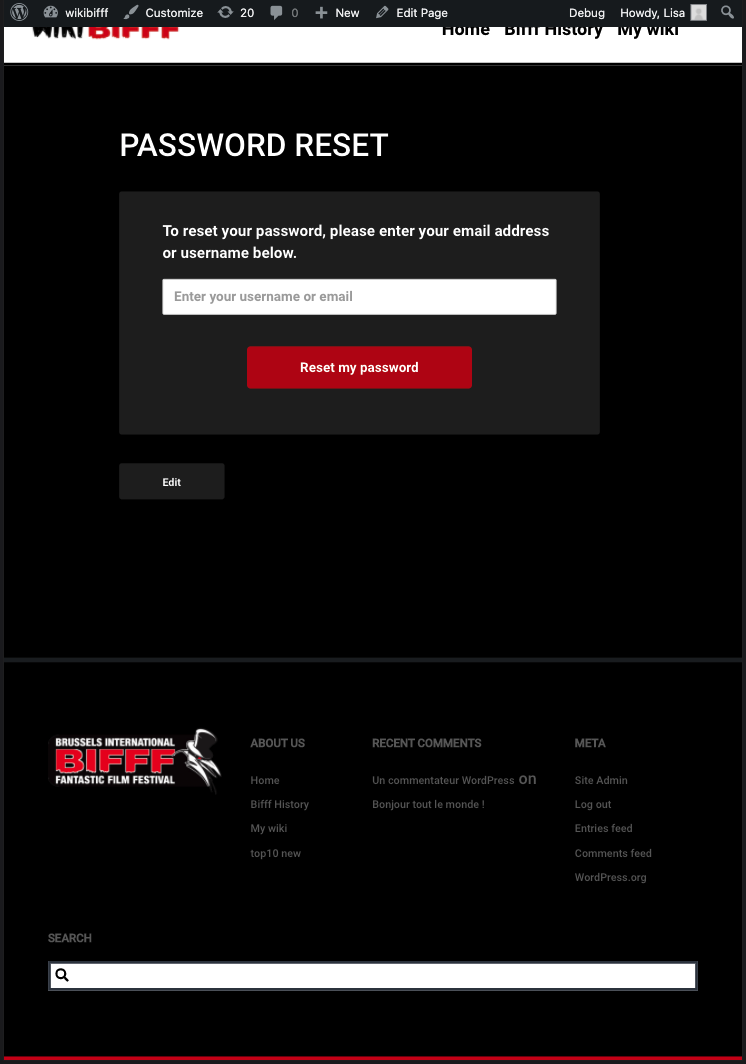 wikibifff Customize 20 0 New Edit Page Debug Howdy, Lisa
WIKIBIFFF Home Bifff History My wiki
PASSWORD RESET
To reset your password, please enter your email address
or username below.
Enter your username or email
Reset my password
Edit
BRUSSELS INTERNATIONAL
BIFFF
FANTASTIC FILM FESTIVAL
ABOUT US
Home
Bifff History
My wiki
top10 new
RECENT COMMENTS
Un commentateur WordPress on
Bonjour tout le monde !
META
Site Admin
Log out
Entries feed
Comments feed
WordPress.org
SEARCH